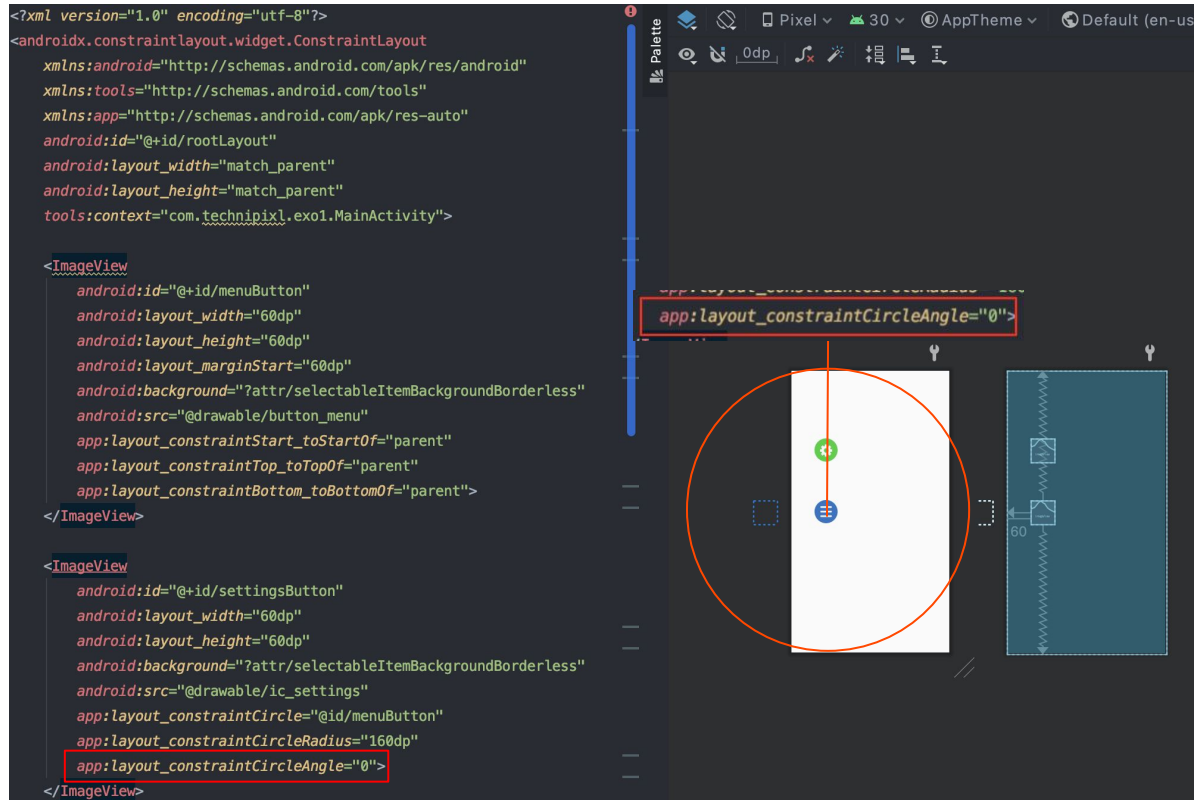 <?xml version="1.0" encoding="utf-8"?>
<androidx.constraintlayout.widget.ConstraintLayout
xmlns:android="http://schemas.android.com/apk/res/android"
xmlns:tools="http://schemas.android.com/tools"
xmlns:app="http://schemas.android.com/apk/res-auto"
android:id="@+id/rootLayout"
android:layout_width="match_parent"
android:layout_height="match_parent"
tools:context="com.technipixl.exo1.MainActivity">
<ImageView
android:id="@+id/menuButton"
android:layout_width="60dp"
android:layout_height="60dp"
android:layout_marginStart="60dp"
android:background="?attr/selectableItemBackgroundBorderless"
android:src="@drawable/button_menu"
app:layout_constraintStart_toStartOf="parent"
app:layout_constraintTop_toTopOf="parent"
app:layout_constraintBottom_toBottomOf="parent">
</ImageView>
<ImageView
android:id="@+id/settingsButton"
android:layout_width="60dp"
android:layout_height="60dp"
android:background="?attr/selectableItemBackgroundBorderless"
android:src="@drawable/ic_settings"
app:layout_constraintCircle="@id/menuButton"
app:layout_constraintCircleRadius="160dp"
app:layout_constraintCircleAngle="0">
</ImageView>
Palette
Pixel 30 AppTheme Default (en-us
0dp
app:layout_constraintCircleAngle="0">
60